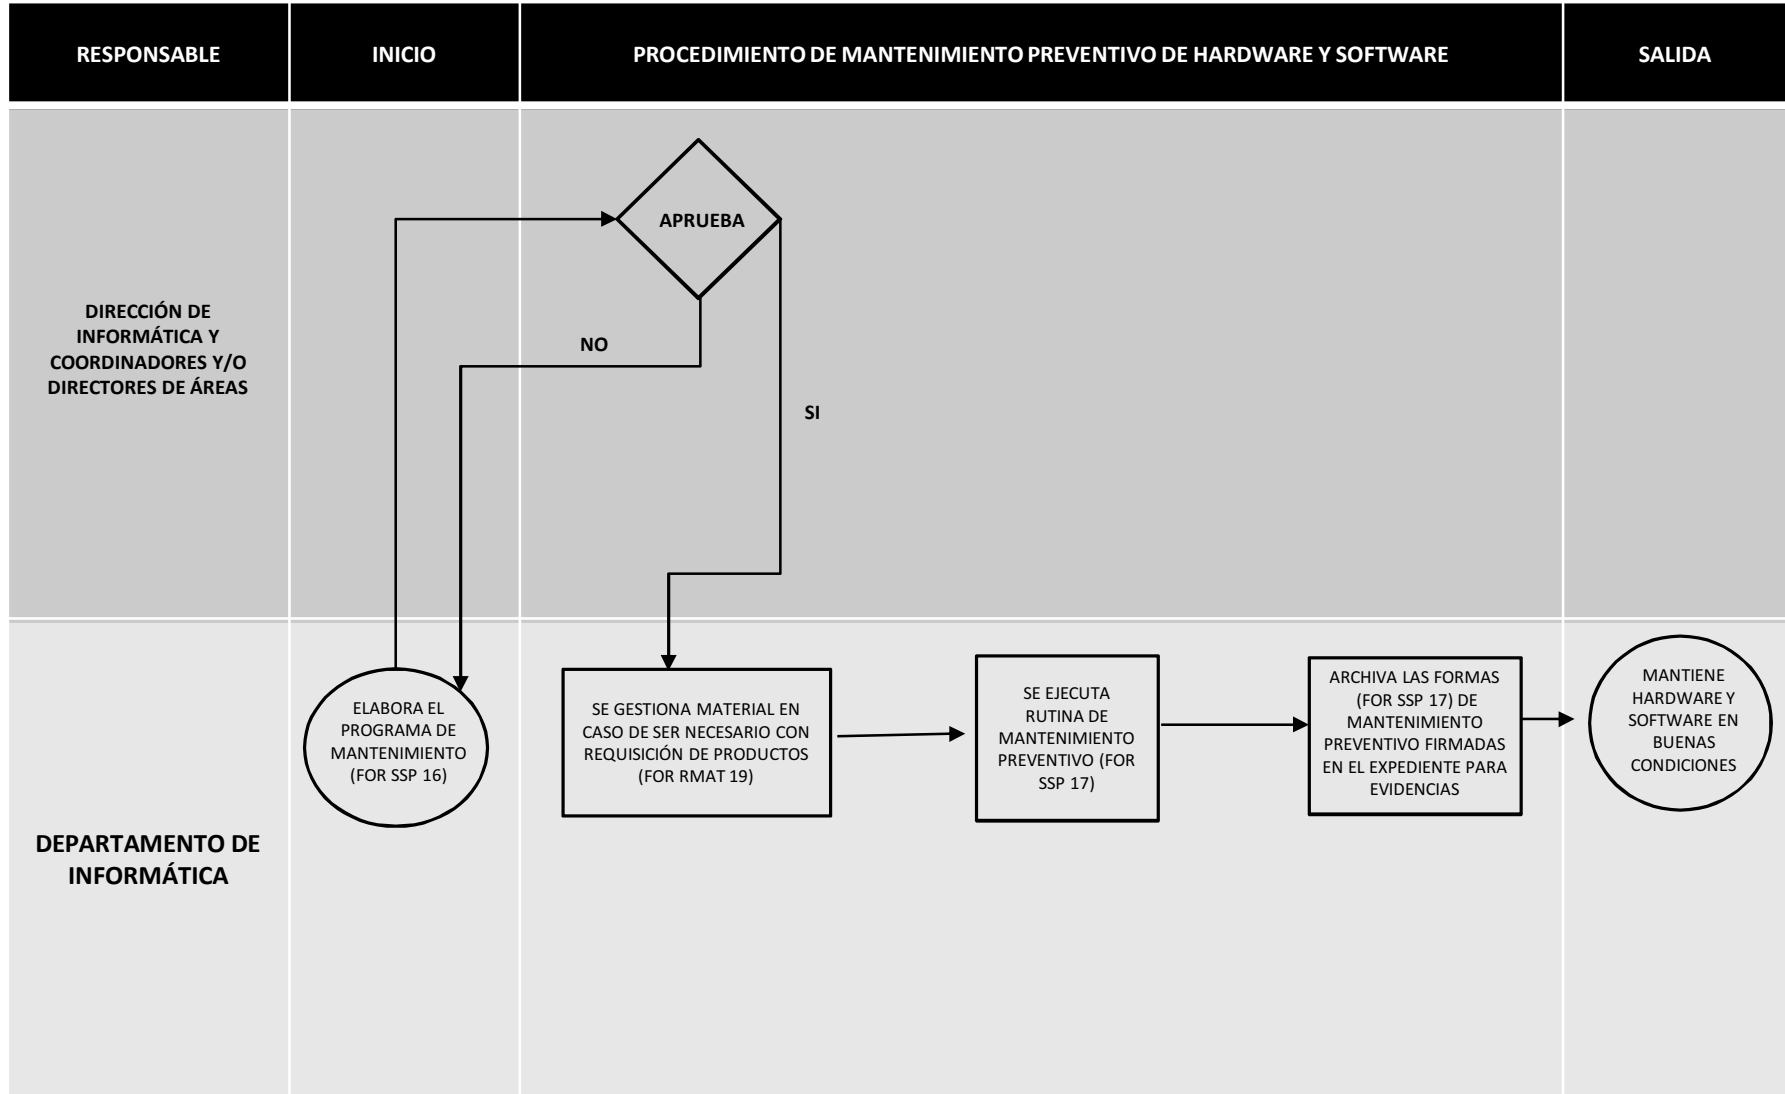 RESPONSABLE
INICIO
PROCEDIMIENTO DE MANTENIMIENTO PREVENTIVO DE HARDWARE Y SOFTWARE
SALIDA
DIRECCIÓN DE
INFORMÁTICA Y
COORDINADORES Y/O
DIRECTORES DE ÁREAS
APRUEBA
NO
SI
DEPARTAMENTO DE
INFORMÁTICA
ELABORA EL
PROGRAMA DE
MANTENIMIENTO
(FOR SSP 16)
SE GESTIONA MATERIAL EN
CASO DE SER NECESARIO CON
REQUISICIÓN DE PRODUCTOS
(FOR RMAT 19)
SE EJECUTA
RUTINA DE
MANTENIMIENTO
PREVENTIVO (FOR
SSP 17)
ARCHIVA LAS FORMAS
(FOR SSP 17) DE
MANTENIMIENTO
PREVENTIVO FIRMADAS
EN EL EXPEDIENTE PARA
EVIDENCIAS
MANTIENE
HARDWARE Y
SOFTWARE EN
BUENAS
CONDICIONES